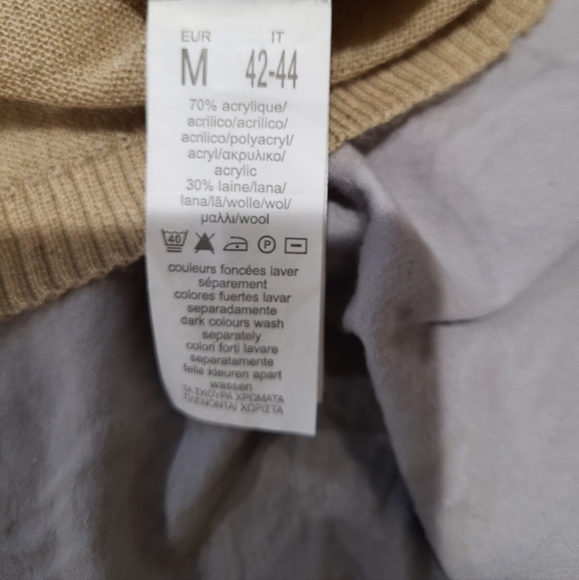 EUR IT
M 42-44
70% acrylique/
acrilico/acrilico/
acrilico/polyacryl/
acryl/ακρυλικο/
acrylic
30% laine/lana/
lana/lã/wolle/wol/
μαλλι/wool
40 P
couleurs foncées laver
séparement
colores fuertes lavar
separadamente
dark colours wash
separately
colori forti lavare
separatamente
felle kleuren apart
wassen
ΤΑ ΣΚΟΥΡΑ ΧΡΩΜΑΤΑ
ΠΛΕΝΟΝΤΑΙ ΧΩΡΙΣΤΑ